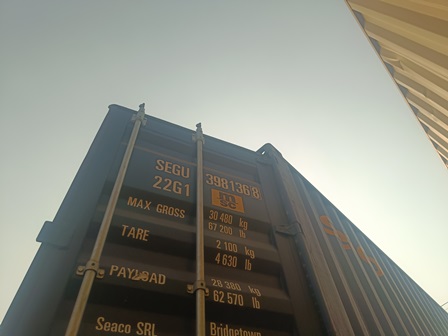 SEGU 398136 8
22G1
MAX GROSS 30 480 kg
67 200 lb
TARE 2 100 kg
4 630 lb
PAYLOAD 28 380 kg
62 570 lb
Seaco SRL Bridgetown